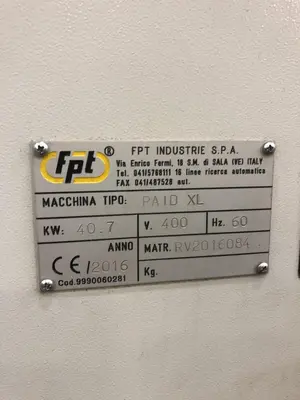 fpt ® FPT INDUSTRIE S.P.A.
Via Enrico Fermi, 18 S.M. di SALA (VE) ITALY
Tel. 041/5768111 16 linee ricerca automatica
FAX 041/487528 aut.
MACCHINA TIPO: RAID XL
KW: 40.7 V. 400 Hz. 60
ANNO MATR. RV2016084
CE/2016 Kg.
Cod.9990060281